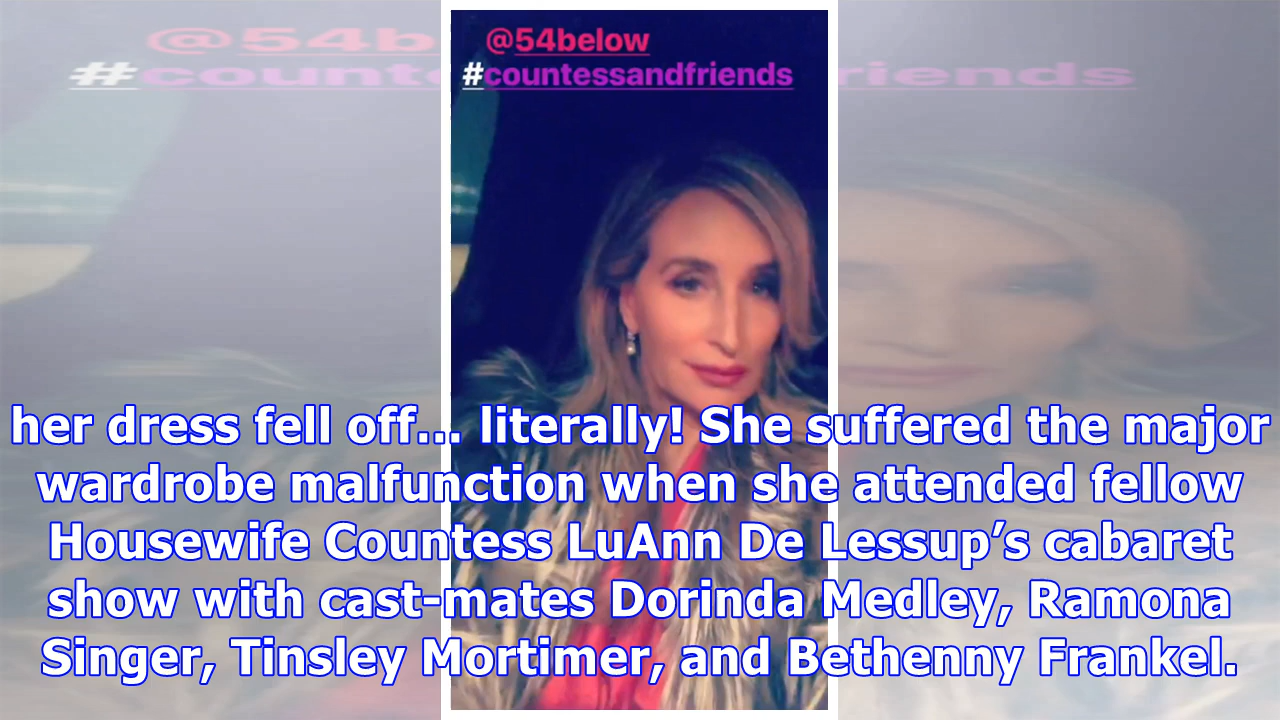 @54below
#countessandfriends
her dress fell off... literally! She suffered the major
wardrobe malfunction when she attended fellow
Housewife Countess LuAnn De Lessup’s cabaret
show with cast-mates Dorinda Medley, Ramona
Singer, Tinsley Mortimer, and Bethenny Frankel.